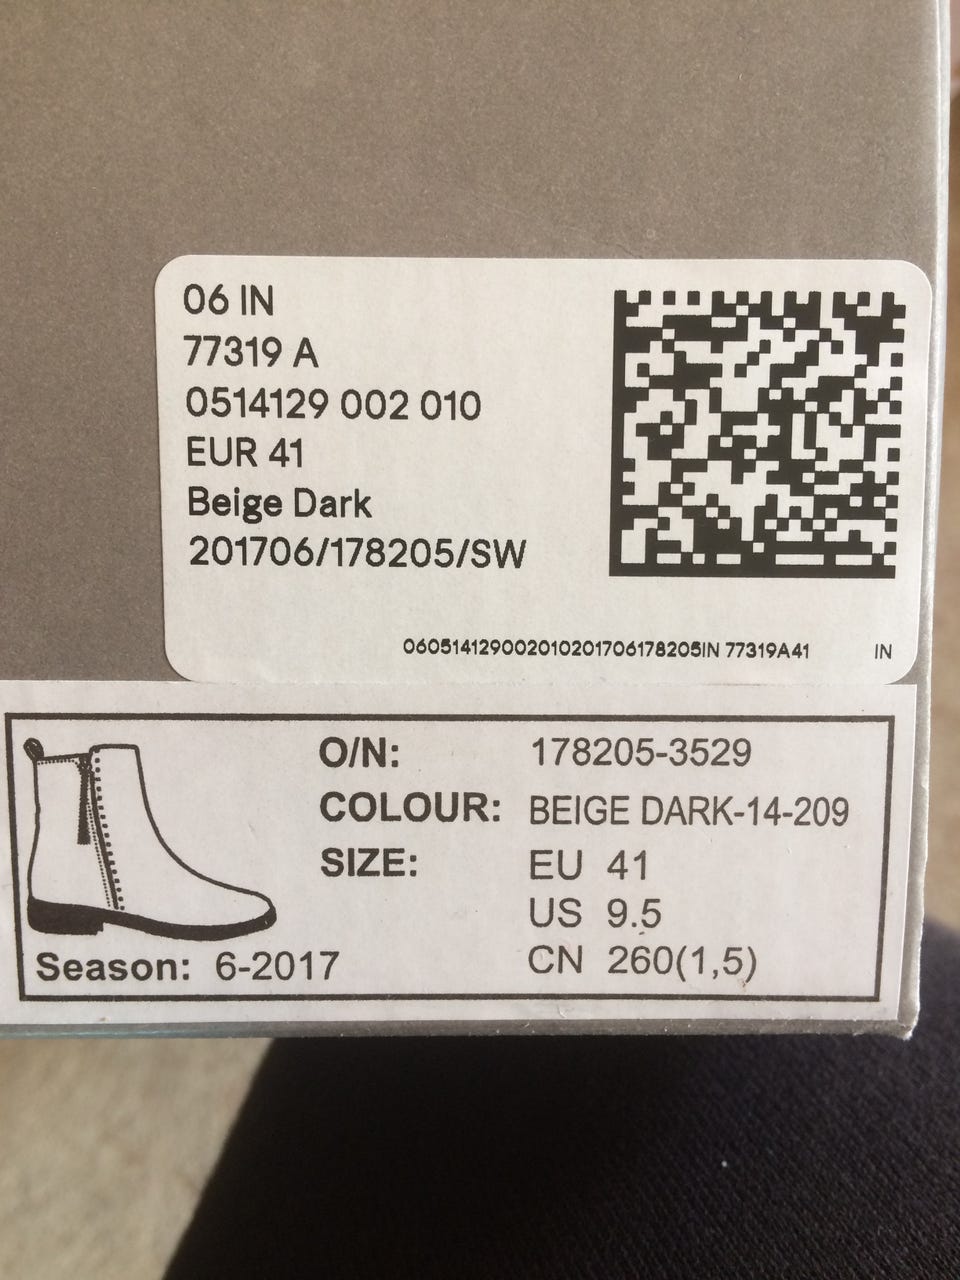 06 IN
77319 A
0514129 002 010
EUR 41
Beige Dark
201706/178205/SW
0605141290020102017061782051N 77319A41 IN
O/N: 178205-3529
COLOUR: BEIGE DARK-14-209
SIZE: EU 41
US 9.5
CN 260(1,5)
Season: 6-2017